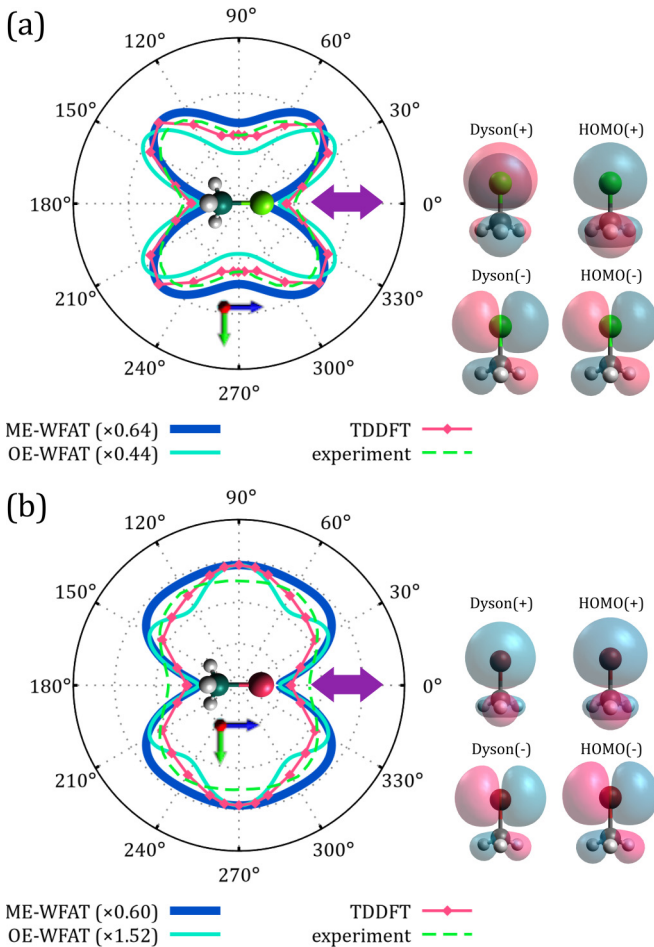 (a)
90°
120°
60°
150°
30°
180°
0°
210°
330°
240°
300°
270°
Dyson(+)
HOMO(+)
Dyson(-)
HOMO(-)
ME-WFAT (×0.64)
TDDFT
OE-WFAT (×0.44)
experiment
(b)
90°
120°
60°
150°
30°
180°
0°
210°
330°
240°
300°
270°
Dyson(+)
HOMO(+)
Dyson(-)
HOMO(-)
ME-WFAT (×0.60)
TDDFT
OE-WFAT (×1.52)
experiment